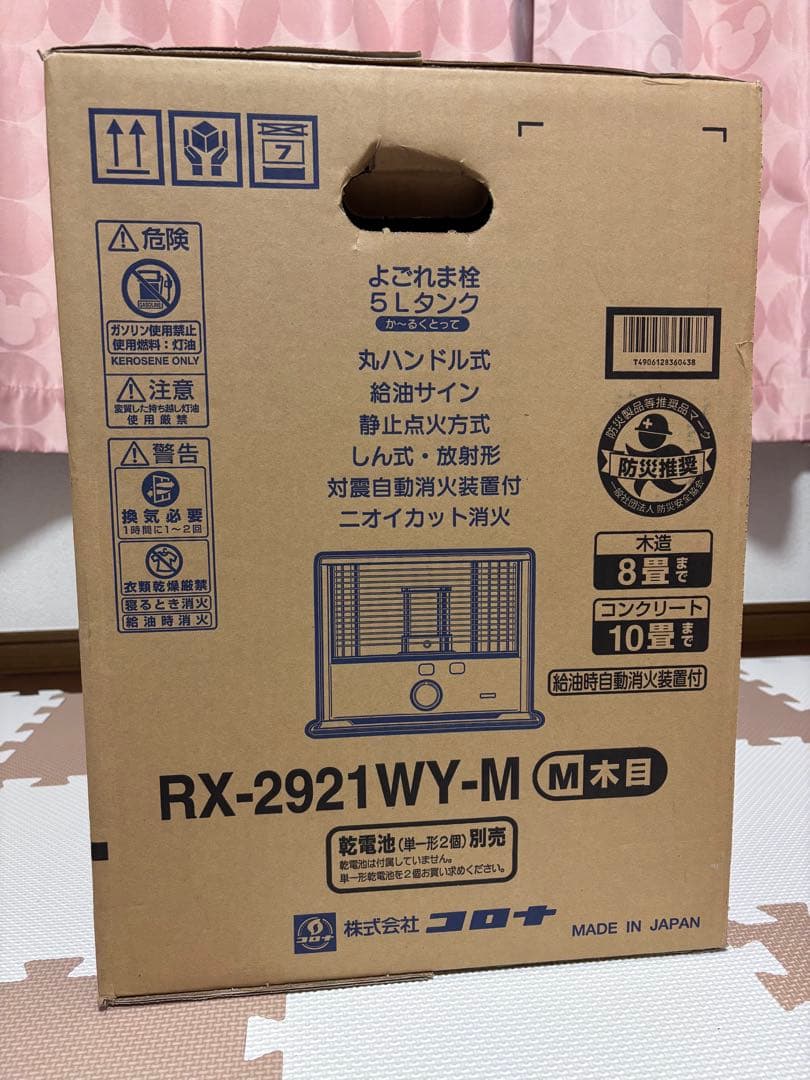 7
危険
GASOLINE
ガソリン使用禁止
使用燃料：灯油
KEROSENE ONLY
注意
変質した持ち越し灯油
使用厳禁
警告
換気必要
1時間に1～2回
衣類乾燥厳禁
寝るとき消火
給油時消火
よごれま栓
5Lタンク
か～るくとって
丸ハンドル式
給油サイン
静止点火方式
しん式・放射形
対震自動消火装置付
ニオイカット消火
T4906128360438
防災製品等推奨品マーク
防災推奨
一般社団法人 防災安全協会
木造
8畳まで
コンクリート
10畳まで
給油時自動消火装置付
RX-2921WY-M M木目
乾電池（単一形2個）別売
乾電池は付属していません。
単一形乾電池を2個お買い求めください。
コロナ 株式会社 コロナ MADE IN JAPAN